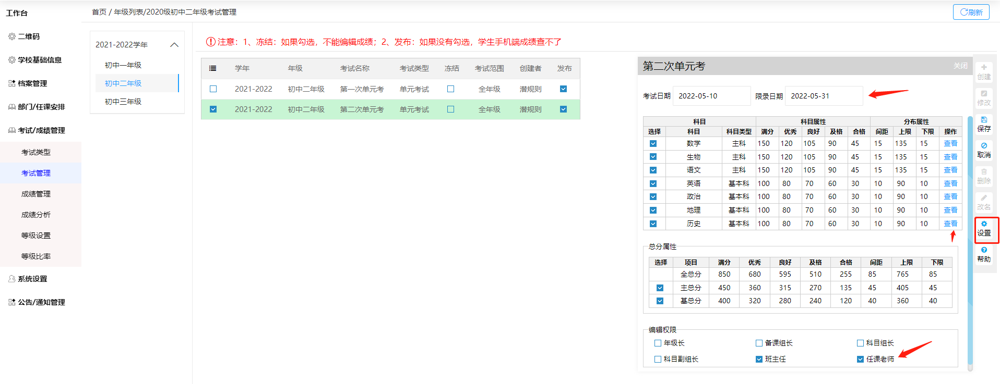 工作台
首页 / 年级列表/2020级初中二年级考试管理
刷新
二维码
学校基础信息
档案管理
部门/任课安排
考试/成绩管理
考试类型
考试管理
成绩管理
成绩分析
等级设置
等级比率
系统设置
公告/通知管理
2021-2022学年
初中一年级
初中二年级
初中三年级
注意：1、冻结：如果勾选，不能编辑成绩；2、发布：如果没有勾选，学生手机端成绩查不了
学年 年级 考试名称 考试类型 冻结 考试范围 创建者 发布
2021-2022 初中二年级 第一次单元考 单元考试 全年级 潜规则
2021-2022 初中二年级 第二次单元考 单元考试 全年级 潜规则
第二次单元考 关闭
考试日期 2022-05-10 限录日期 2022-05-31
科目 科目属性 分布属性
选择 科目 科目类型 满分 优秀 良好 及格 合格 间距 上限 下限 操作
数学 主科 150 120 105 90 45 15 135 15 查看
生物 主科 150 120 105 90 45 15 135 15 查看
语文 主科 150 120 105 90 45 15 135 15 查看
英语 基本科 100 80 70 60 30 10 90 10 查看
政治 基本科 100 80 70 60 30 10 90 10 查看
地理 基本科 100 80 70 60 30 10 90 10 查看
历史 基本科 100 80 70 60 30 10 90 10 查看
总分属性
选择 项目 满分 优秀 良好 及格 合格 间距 上限 下限
全总分 850 680 595 510 255 85 765 85
主总分 450 360 315 270 135 45 405 45
基总分 400 320 280 240 120 40 360 40
编辑权限
年级长 备课组长 科目组长
科目副组长 班主任 任课老师
创建
修改
保存
取消
删除
改名
设置
帮助